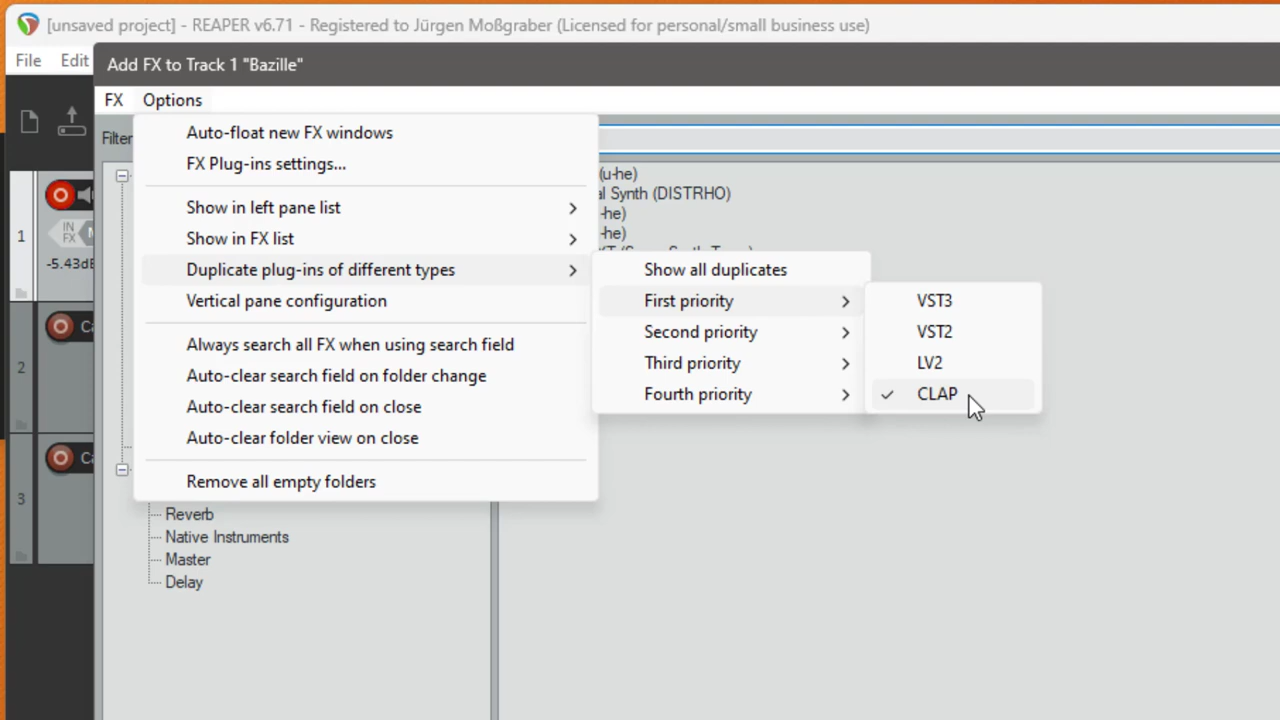 [unsaved project] - REAPER v6.71 - Registered to Jürgen Moßgraber (Licensed for personal/small business use)
File Edit
Add FX to Track 1 "Bazille"
FX Options
Filter
Auto-float new FX windows
FX Plug-ins settings...
Show in left pane list
Show in FX list
Duplicate plug-ins of different types
Vertical pane configuration
Always search all FX when using search field
Auto-clear search field on folder change
Auto-clear search field on close
Auto-clear folder view on close
Remove all empty folders
(u-he)
al Synth (DISTRHO)
-he)
-he)
Show all duplicates
First priority
Second priority
Third priority
Fourth priority
VST3
VST2
LV2
CLAP
1
IN
FX
-5.43dB
2
3
Reverb
Native Instruments
Master
Delay